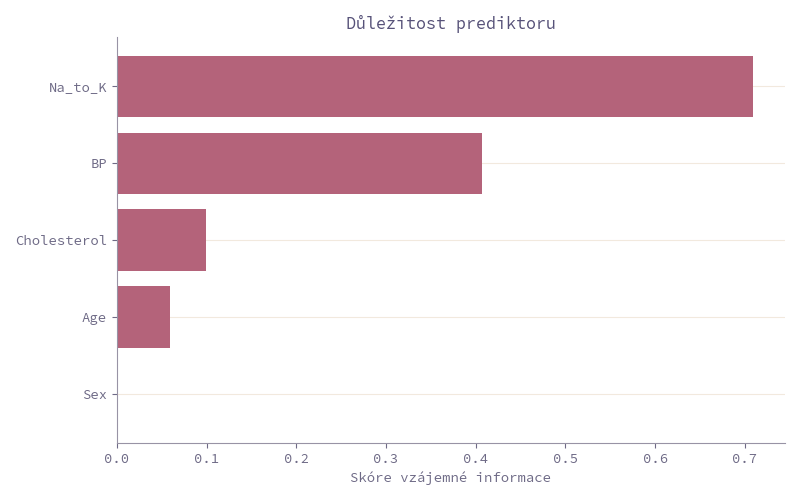 Důležitost prediktoru
Na_to_K
BP
Cholesterol
Age
Sex
0.0 0.1 0.2 0.3 0.4 0.5 0.6 0.7
Skóre vzájemné informace